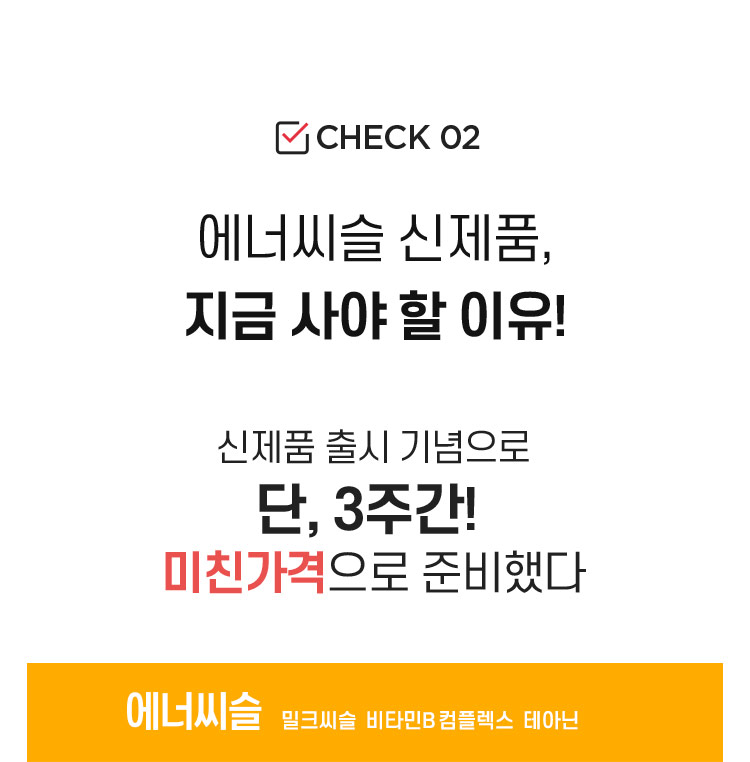 CHECK 02
에너씨슬 신제품,
지금 사야 할 이유!
신제품 출시 기념으로
단, 3주간!
미친가격으로 준비했다
에너씨슬 밀크씨슬 비타민B컴플렉스 테아닌